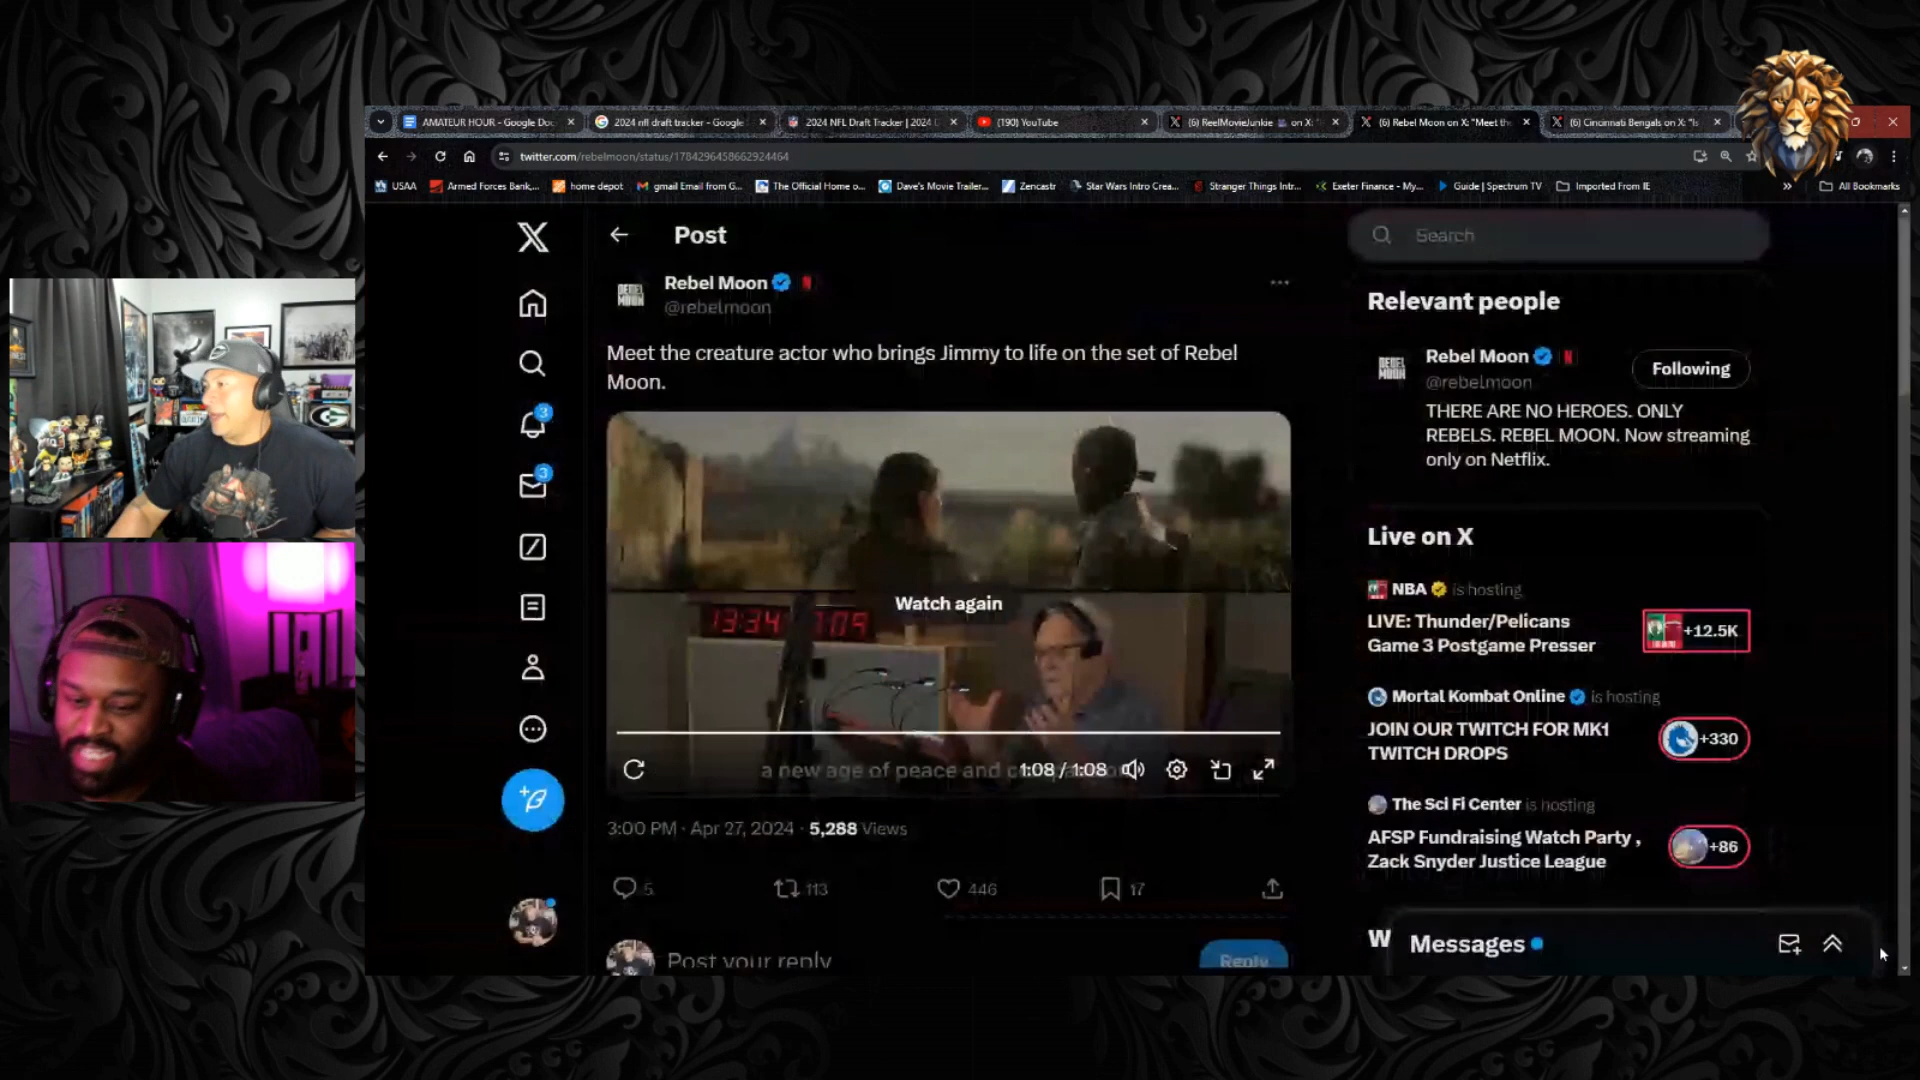 AMATEUR HOUR - Google Doc
2024 nfl draft tracker - Google
2024 NFL Draft Tracker | 2024
(190) YouTube
(6) ReelMovieJunkie on X:
(6) Rebel Moon on X: "Meet th
(6) Cincinnati Bengals on X: "Is
twitter.com/rebelmoon/status/1784296458662924464
USAA
Armed Forces Bank,...
home depot
gmail Email from G...
The Official Home o...
Dave's Movie Trailer...
Zencastr
Star Wars Intro Crea...
Stranger Things Intr...
Exeter Finance - My...
Guide | Spectrum TV
Imported From IE
»
All Bookmarks
Post
Search
Rebel Moon
@rebelmoon
Meet the creature actor who brings Jimmy to life on the set of Rebel
Moon.
Watch again
13:34
09
a new age of peace and
1:08 / 1:08
3:00 PM · Apr 27, 2024 · 5,288 Views
5
113
446
17
Post your reply
Reply
3
3
Relevant people
REBEL
MOON
Rebel Moon
@rebelmoon
Following
THERE ARE NO HEROES. ONLY
REBELS. REBEL MOON. Now streaming
only on Netflix.
Live on X
NBA is hosting
LIVE: Thunder/Pelicans
Game 3 Postgame Presser
+12.5K
Mortal Kombat Online is hosting
JOIN OUR TWITCH FOR MK1
TWITCH DROPS
+330
The Sci Fi Center is hosting
AFSP Fundraising Watch Party ,
Zack Snyder Justice League
+86
W
Messages